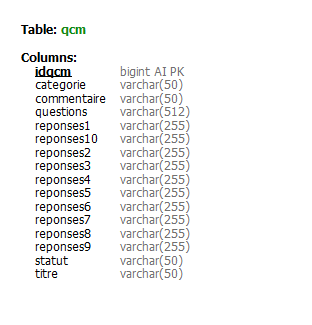 Table: qcm
Columns:
idqcm bigint AI PK
categorie varchar(50)
commentaire varchar(50)
questions varchar(512)
reponses1 varchar(255)
reponses10 varchar(255)
reponses2 varchar(255)
reponses3 varchar(255)
reponses4 varchar(255)
reponses5 varchar(255)
reponses6 varchar(255)
reponses7 varchar(255)
reponses8 varchar(255)
reponses9 varchar(255)
statut varchar(50)
titre varchar(50)